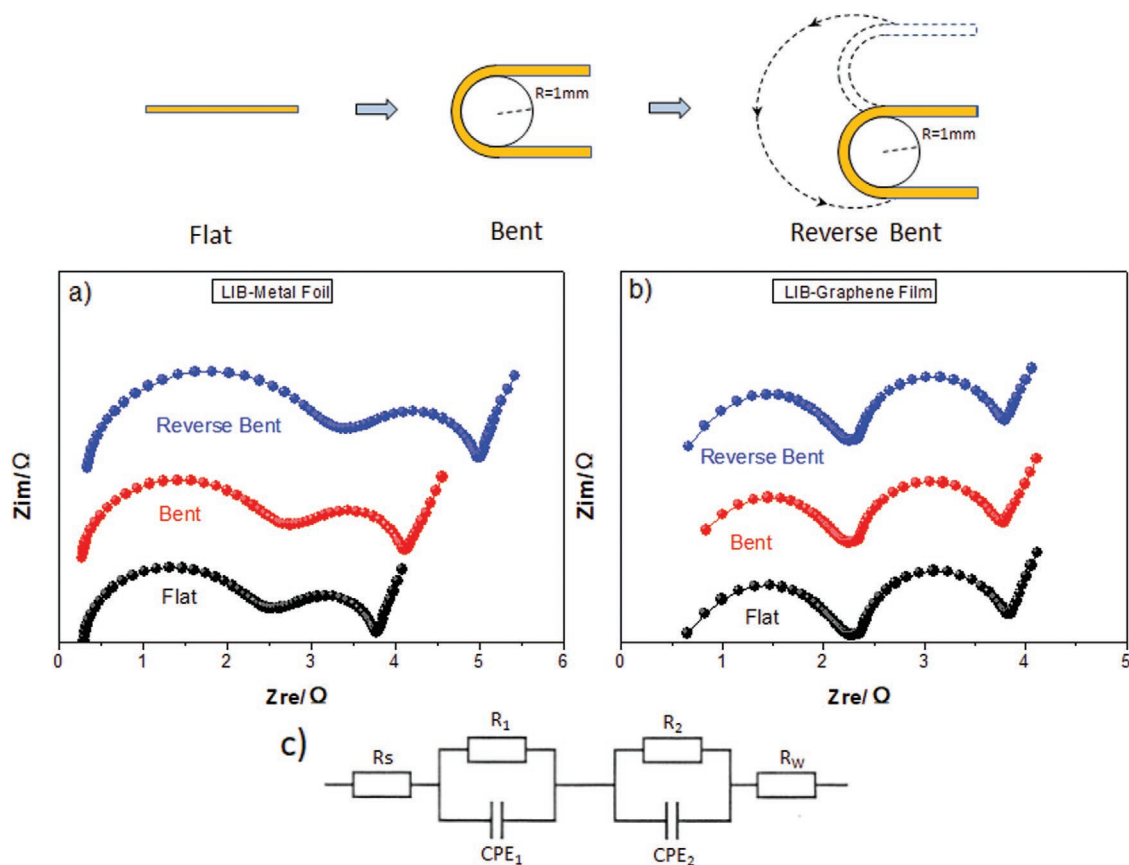 R=1mm
R=1mm
Flat
Bent
Reverse Bent
a)
LIB-Metal Foil
Reverse Bent
Bent
Flat
Zim/Ω
0 1 2 3 4 5 6
Zre/Ω
b)
LIB-Graphene Film
Reverse Bent
Bent
Flat
Zim/Ω
0 1 2 3 4 5
Zre/Ω
c)
Rs
R1
CPE1
R2
CPE2
RW